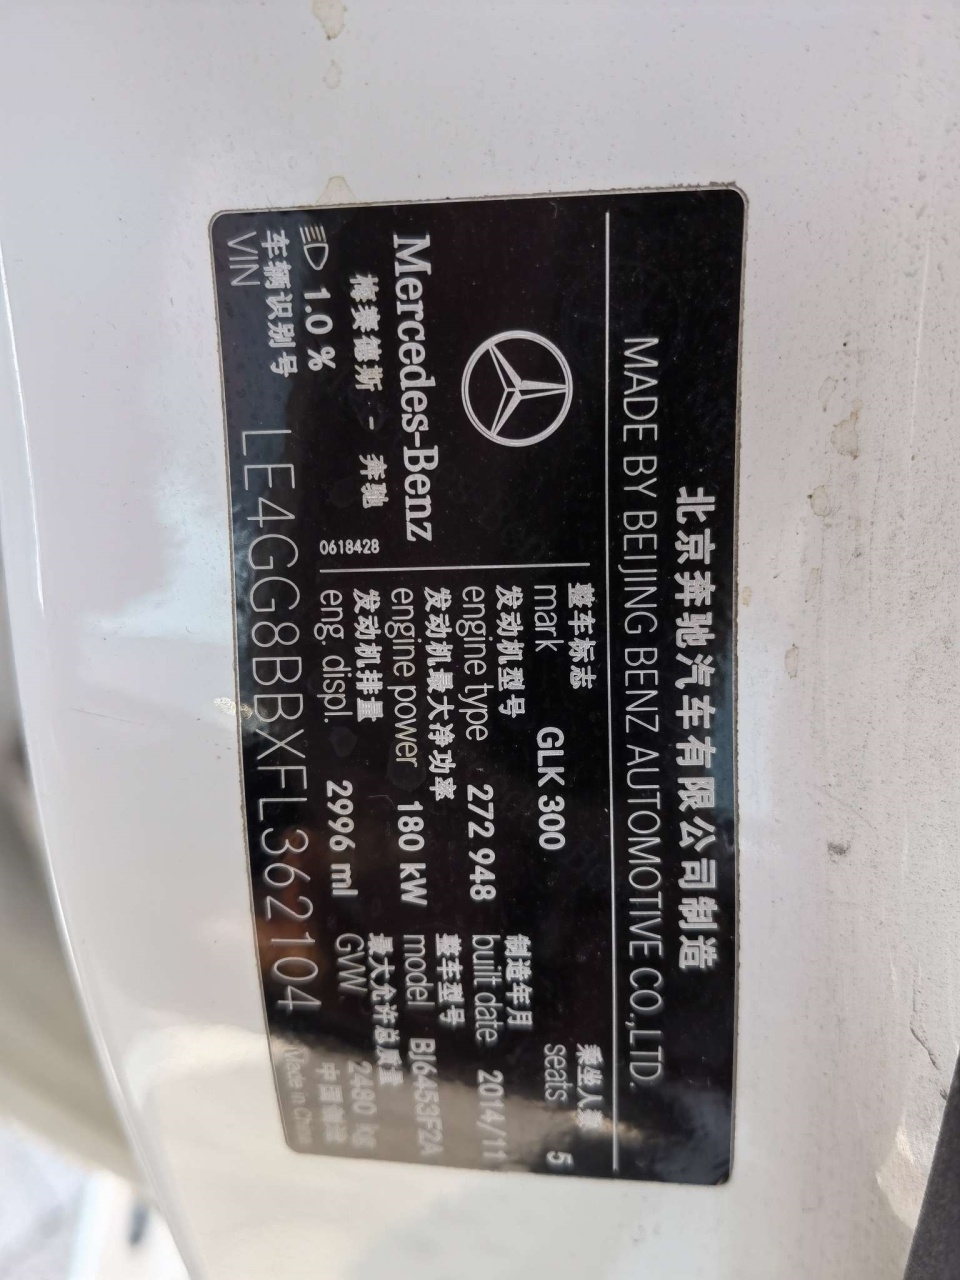 北京奔驰汽车有限公司制造
MADE BY BEIJING BENZ AUTOMOTIVE CO.,LTD.
整车标志
mark GLK 300
乘坐人数
seats 5
发动机型号
engine type 272 948
制造年月
built date 2014/11
发动机最大净功率
engine power 180 kW
整车型号
model BJ6453F2A
发动机排量
eng. displ. 2996 ml
最大允许总质量
GW 2480 kg
Mercedes-Benz
梅赛德斯 - 奔驰
0618428
1.0 %
车辆识别号
VIN LE4GG8BBXFL362104
中国制造
Made in China